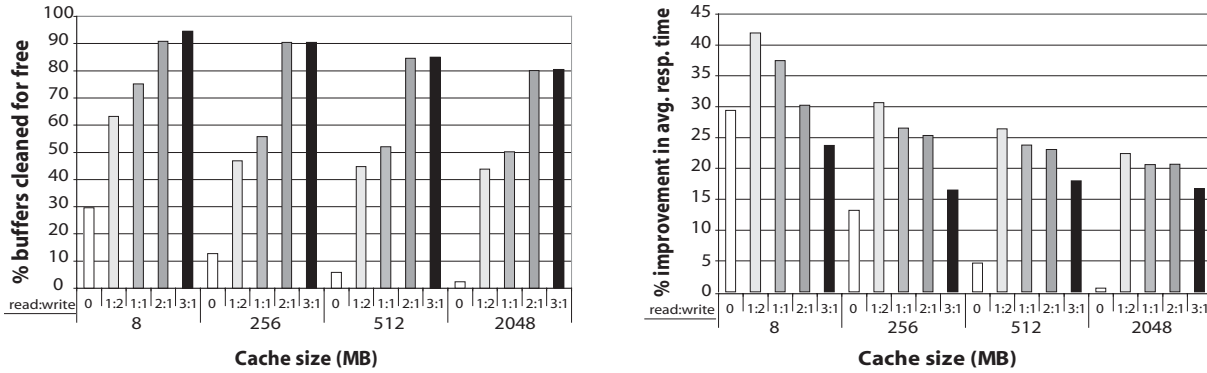 % buffers cleaned for free
100
90
80
70
60
50
40
30
20
10
0
read:write 0 1:2 1:1 2:1 3:1 0 1:2 1:1 2:1 3:1 0 1:2 1:1 2:1 3:1 0 1:2 1:1 2:1 3:1
8 256 512 2048
Cache size (MB)
% improvement in avg. resp. time
45
40
35
30
25
20
15
10
5
0
read:write 0 1:2 1:1 2:1 3:1 0 1:2 1:1 2:1 3:1 0 1:2 1:1 2:1 3:1 0 1:2 1:1 2:1 3:1
8 256 512 2048
Cache size (MB)